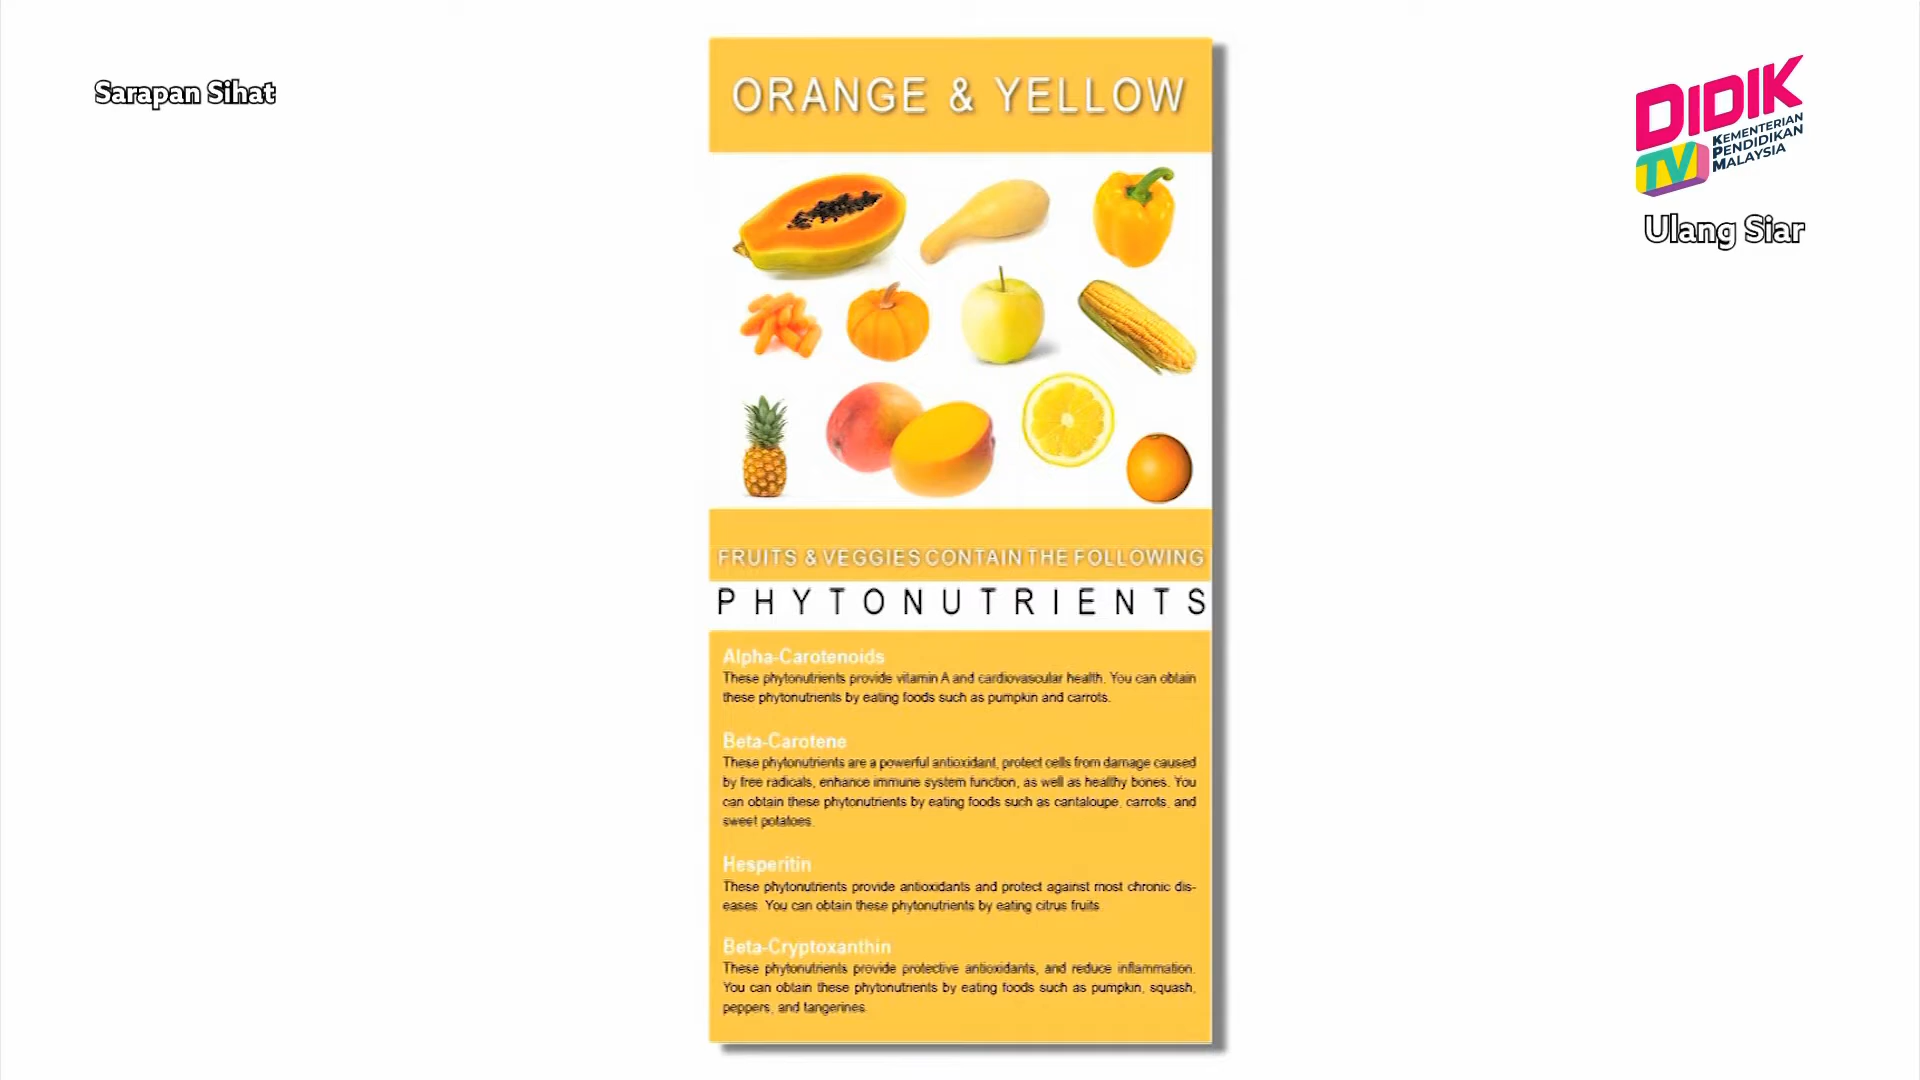 Sarapan Sihat
DIDIK
TV
KEMENTERIAN
PENDIDIKAN
MALAYSIA
Ulang Siar
ORANGE & YELLOW
FRUITS & VEGGIES CONTAIN THE FOLLOWING
PHYTONUTRIENTS
Alpha-Carotenoids
These phytonutrients provide vitamin A and cardiovascular health. You can obtain
these phytonutrients by eating foods such as pumpkin and carrots.
Beta-Carotene
These phytonutrients are a powerful antioxidant, protect cells from damage caused
by free radicals, enhance immune system function, as well as healthy bones. You
can obtain these phytonutrients by eating foods such as cantaloupe, carrots, and
sweet potatoes.
Hesperitin
These phytonutrients provide antioxidants and protect against most chronic dis-
eases. You can obtain these phytonutrients by eating citrus fruits.
Beta-Cryptoxanthin
These phytonutrients provide protective antioxidants, and reduce inflammation.
You can obtain these phytonutrients by eating foods such as pumpkin, squash,
peppers, and tangerines.